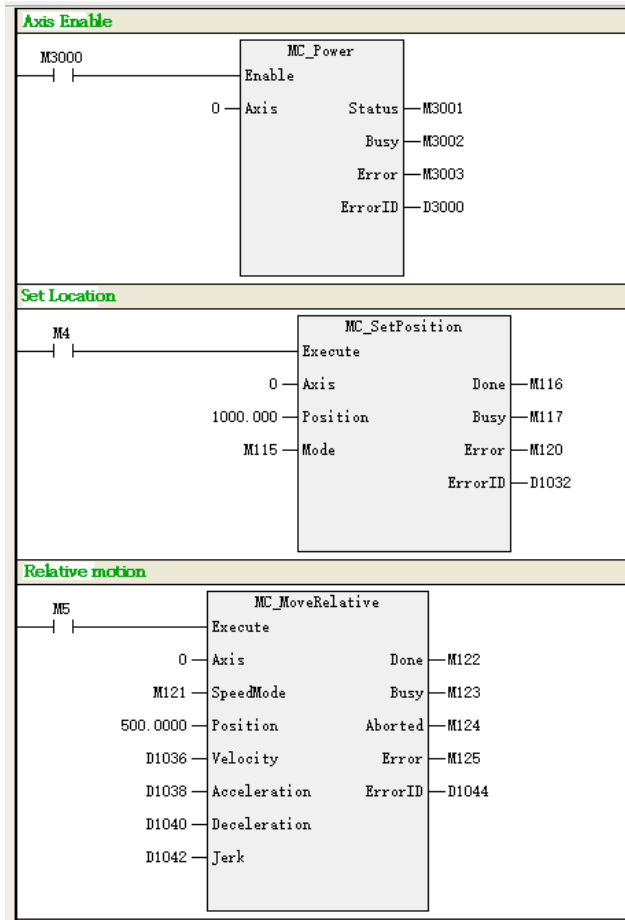 Axis Enable
M3000
MC_Power
Enable
0 Axis Status M3001
Busy M3002
Error M3003
ErrorID D3000
Set Location
M4
MC_SetPosition
Execute
0 Axis Done M116
1000.000 Position Busy M117
M115 Mode Error M120
ErrorID D1032
Relative motion
M5
MC_MoveRelative
Execute
0 Axis Done M122
M121 SpeedMode Busy M123
500.0000 Position Aborted M124
D1036 Velocity Error M125
D1038 Acceleration ErrorID D1044
D1040 Deceleration
D1042 Jerk